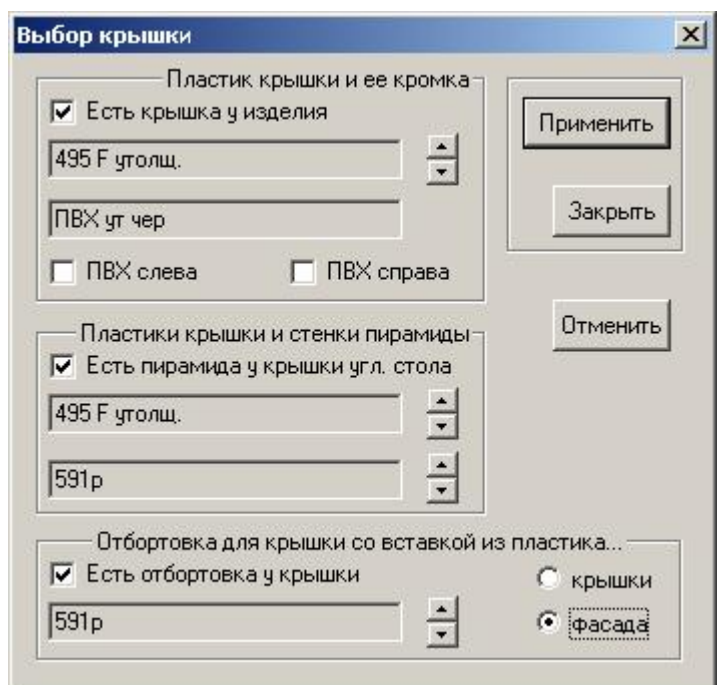 Выбор крышки
Пластик крышки и ее кромка
Есть крышка у изделия
495 F утолщ.
ПВХ ут чер
ПВХ слева
ПВХ справа
Применить
Закрыть
Отменить
Пластики крышки и стенки пирамиды
Есть пирамида у крышки угл. стола
495 F утолщ.
591р
Отбортовка для крышки со вставкой из пластика...
Есть отбортовка у крышки
591р
крышки
фасада